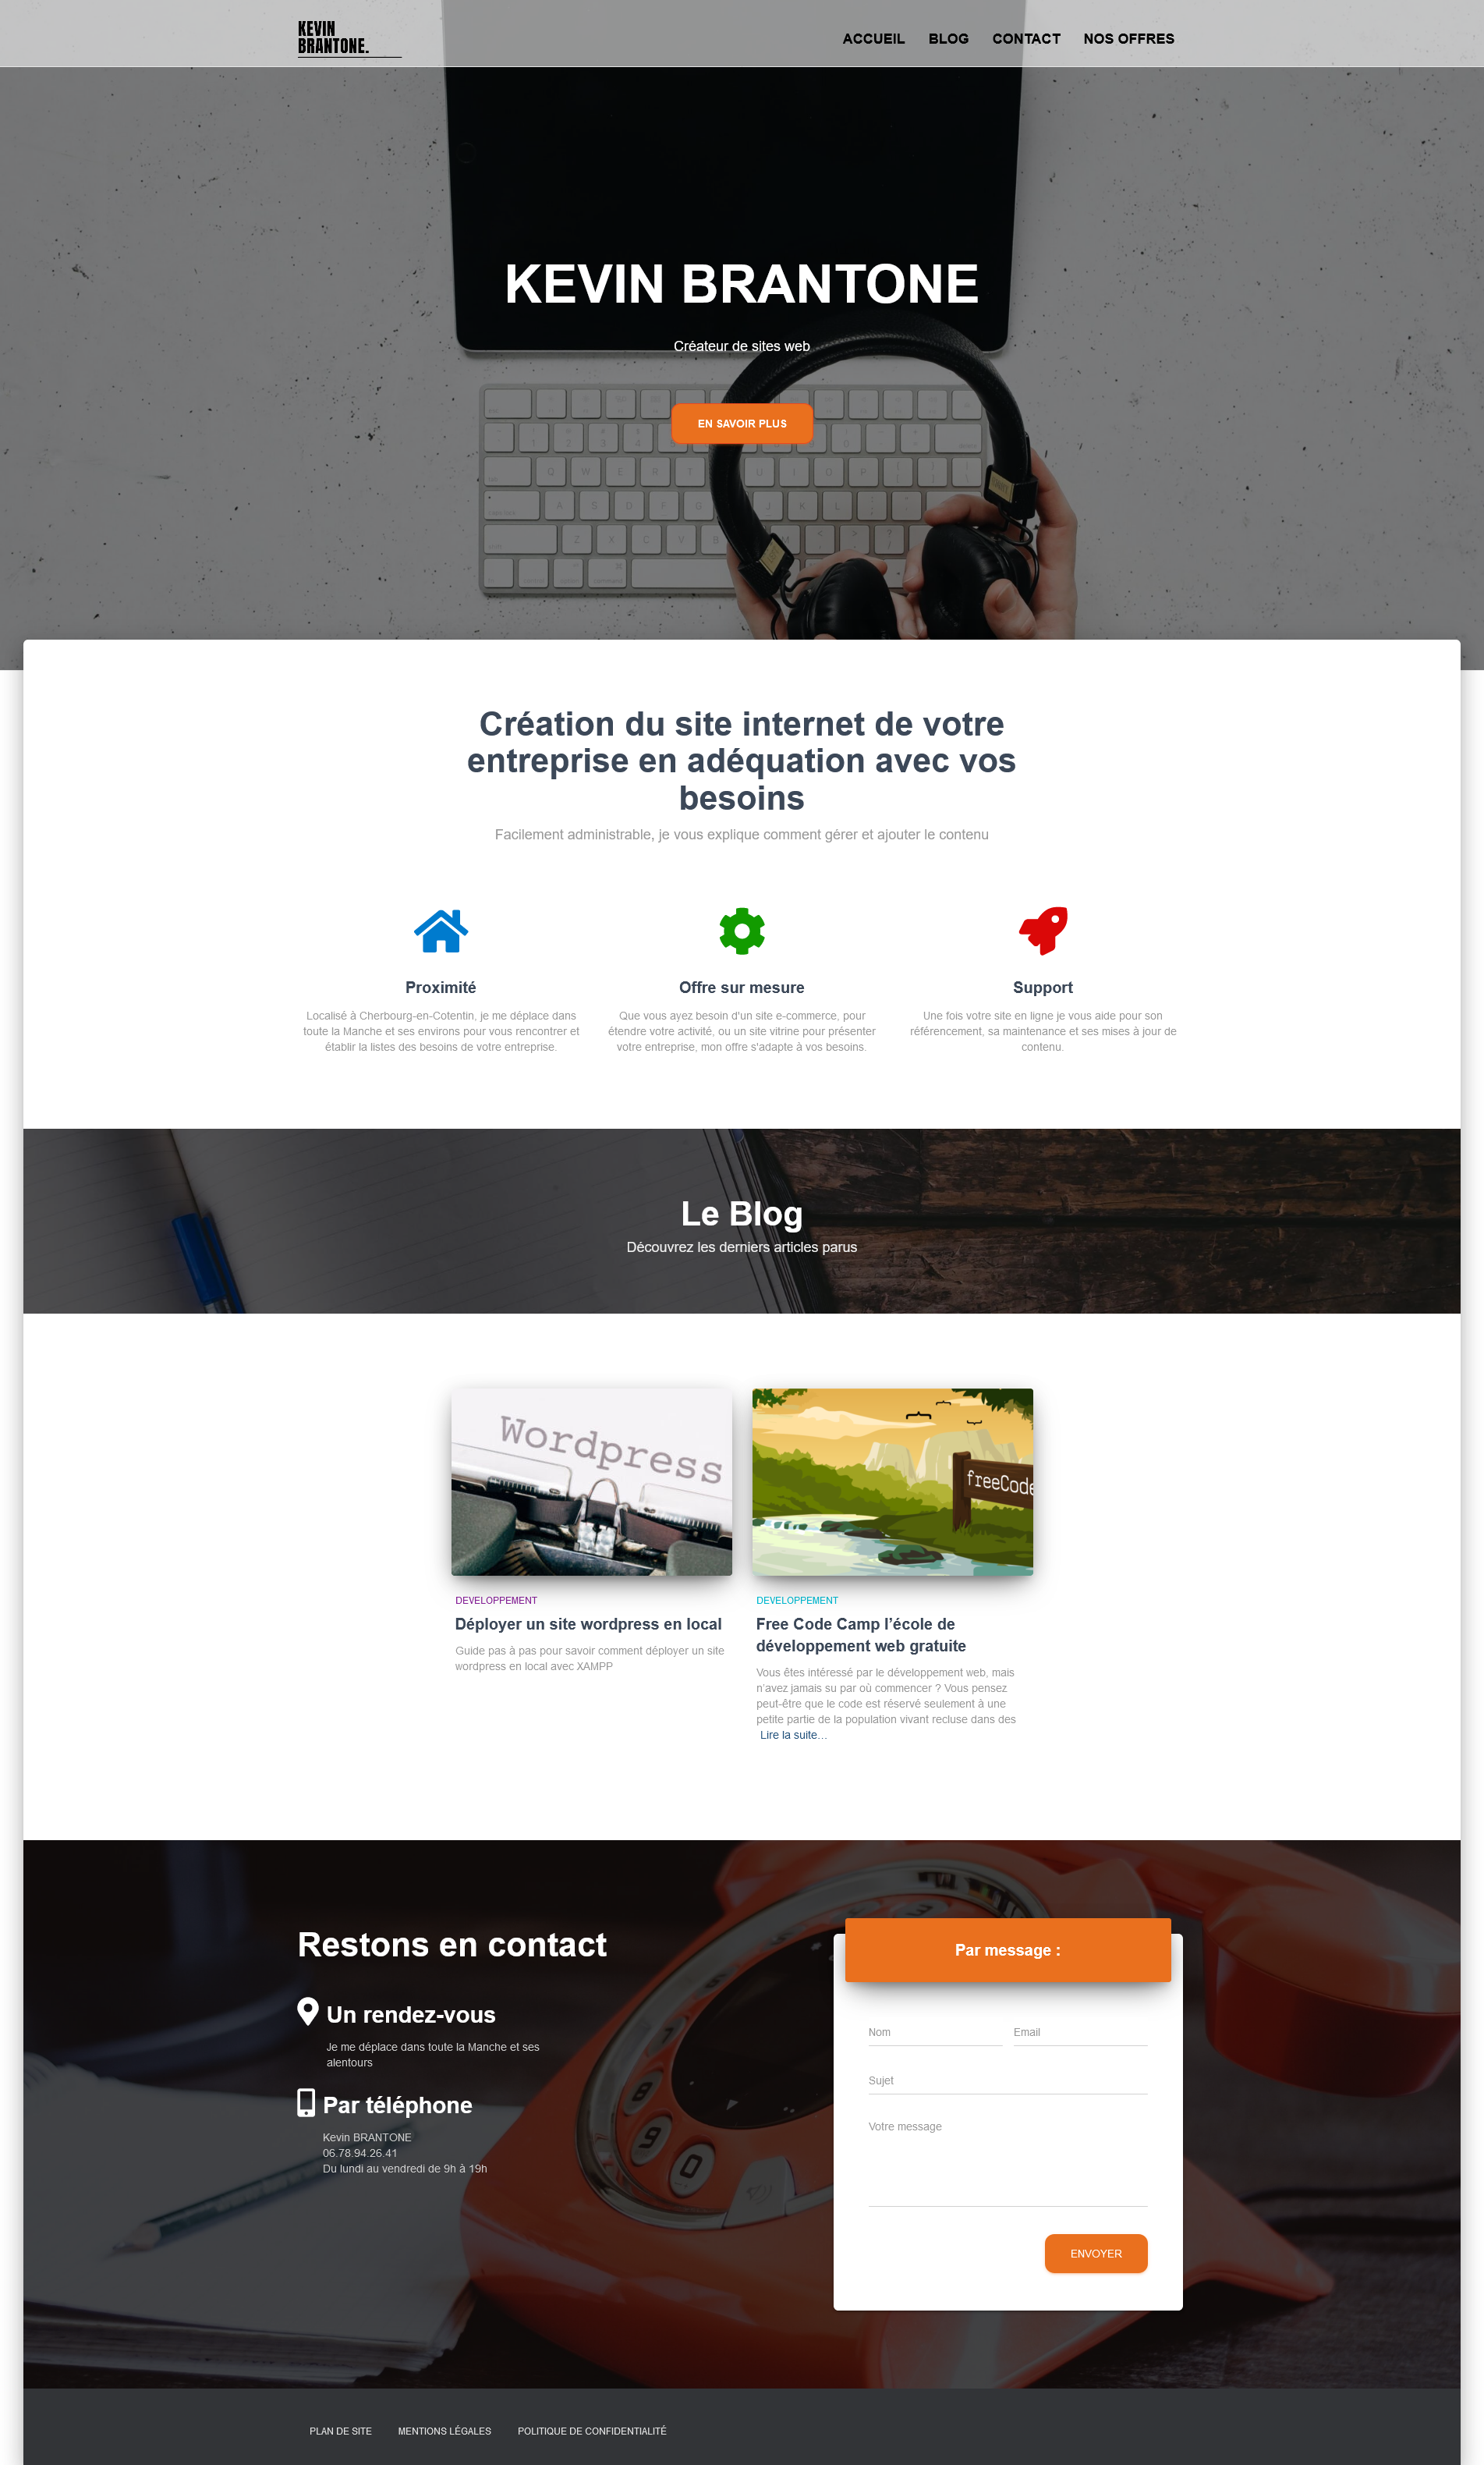 KEVIN
BRANTONE.
ACCUEIL
BLOG
CONTACT
NOS OFFRES
KEVIN BRANTONE
Créateur de sites web
EN SAVOIR PLUS
Création du site internet de votre
entreprise en adéquation avec vos
besoins
Facilement administrable, je vous explique comment gérer et ajouter le contenu
Proximité
Localisé à Cherbourg-en-Cotentin, je me déplace dans
toute la Manche et ses environs pour vous rencontrer et
établir la listes des besoins de votre entreprise.
Offre sur mesure
Que vous ayez besoin d'un site e-commerce, pour
étendre votre activité, ou un site vitrine pour présenter
votre entreprise, mon offre s'adapte à vos besoins.
Support
Une fois votre site en ligne je vous aide pour son
référencement, sa maintenance et ses mises à jour de
contenu.
Le Blog
Découvrez les derniers articles parus
Wordpress
DEVELOPPEMENT
Déployer un site wordpress en local
Guide pas à pas pour savoir comment déployer un site
wordpress en local avec XAMPP
freeCode
DEVELOPPEMENT
Free Code Camp l’école de
développement web gratuite
Vous êtes intéressé par le développement web, mais
n’avez jamais su par où commencer ? Vous pensez
peut-être que le code est réservé seulement à une
petite partie de la population vivant recluse dans des
Lire la suite…
Restons en contact
Un rendez-vous
Je me déplace dans toute la Manche et ses
alentours
Par téléphone
Kevin BRANTONE
06.78.94.26.41
Du lundi au vendredi de 9h à 19h
Par message :
Nom
Email
Sujet
Votre message
ENVOYER
PLAN DE SITE
MENTIONS LÉGALES
POLITIQUE DE CONFIDENTIALITÉ